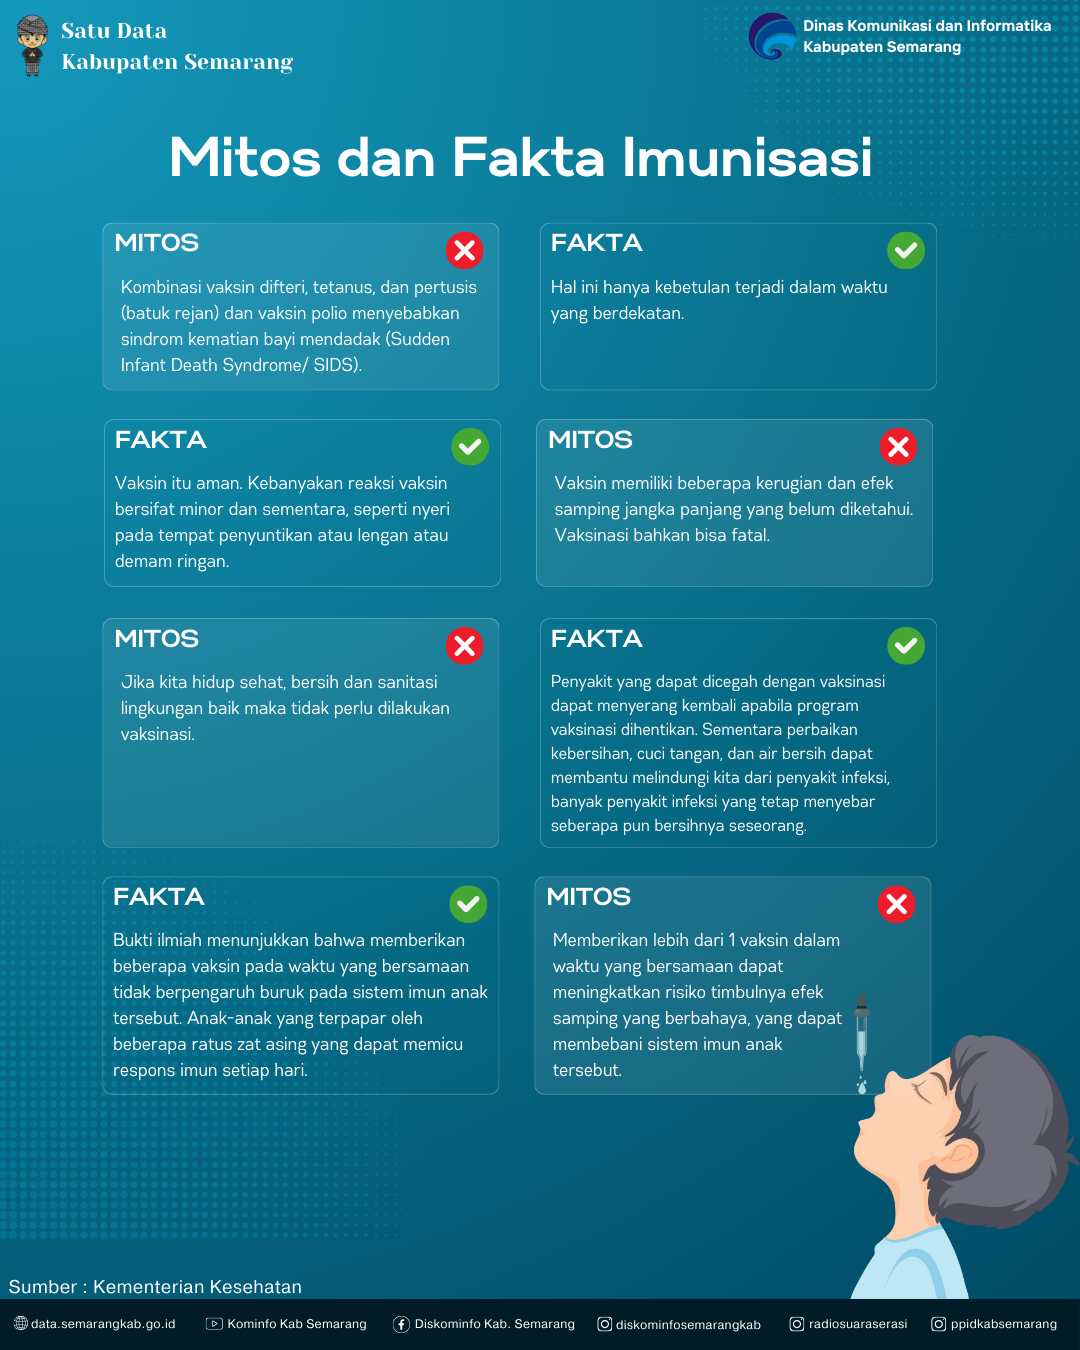 Satu Data
Kabupaten Semarang
Dinas Komunikasi dan Informatika
Kabupaten Semarang
Mitos dan Fakta Imunisasi
MITOS
Kombinasi vaksin difteri, tetanus, dan pertusis
(batuk rejan) dan vaksin polio menyebabkan
sindrom kematian bayi mendadak (Sudden
Infant Death Syndrome/ SIDS).
FAKTA
Hal ini hanya kebetulan terjadi dalam waktu
yang berdekatan.
FAKTA
Vaksin itu aman. Kebanyakan reaksi vaksin
bersifat minor dan sementara, seperti nyeri
pada tempat penyuntikan atau lengan atau
demam ringan.
MITOS
Vaksin memiliki beberapa kerugian dan efek
samping jangka panjang yang belum diketahui.
Vaksinasi bahkan bisa fatal.
MITOS
Jika kita hidup sehat, bersih dan sanitasi
lingkungan baik maka tidak perlu dilakukan
vaksinasi.
FAKTA
Penyakit yang dapat dicegah dengan vaksinasi
dapat menyerang kembali apabila program
vaksinasi dihentikan. Sementara perbaikan
kebersihan, cuci tangan, dan air bersih dapat
membantu melindungi kita dari penyakit infeksi,
banyak penyakit infeksi yang tetap menyebar
seberapa pun bersihnya seseorang.
FAKTA
Bukti ilmiah menunjukkan bahwa memberikan
beberapa vaksin pada waktu yang bersamaan
tidak berpengaruh buruk pada sistem imun anak
tersebut. Anak-anak yang terpapar oleh
beberapa ratus zat asing yang dapat memicu
respons imun setiap hari.
MITOS
Memberikan lebih dari 1 vaksin dalam
waktu yang bersamaan dapat
meningkatkan risiko timbulnya efek
samping yang berbahaya, yang dapat
membebani sistem imun anak
tersebut.
Sumber : Kementerian Kesehatan
data.semarangkab.go.id
Kominfo Kab Semarang
Diskominfo Kab. Semarang
diskominfosemarangkab
radiosuaraserasi
ppidkabsemarang